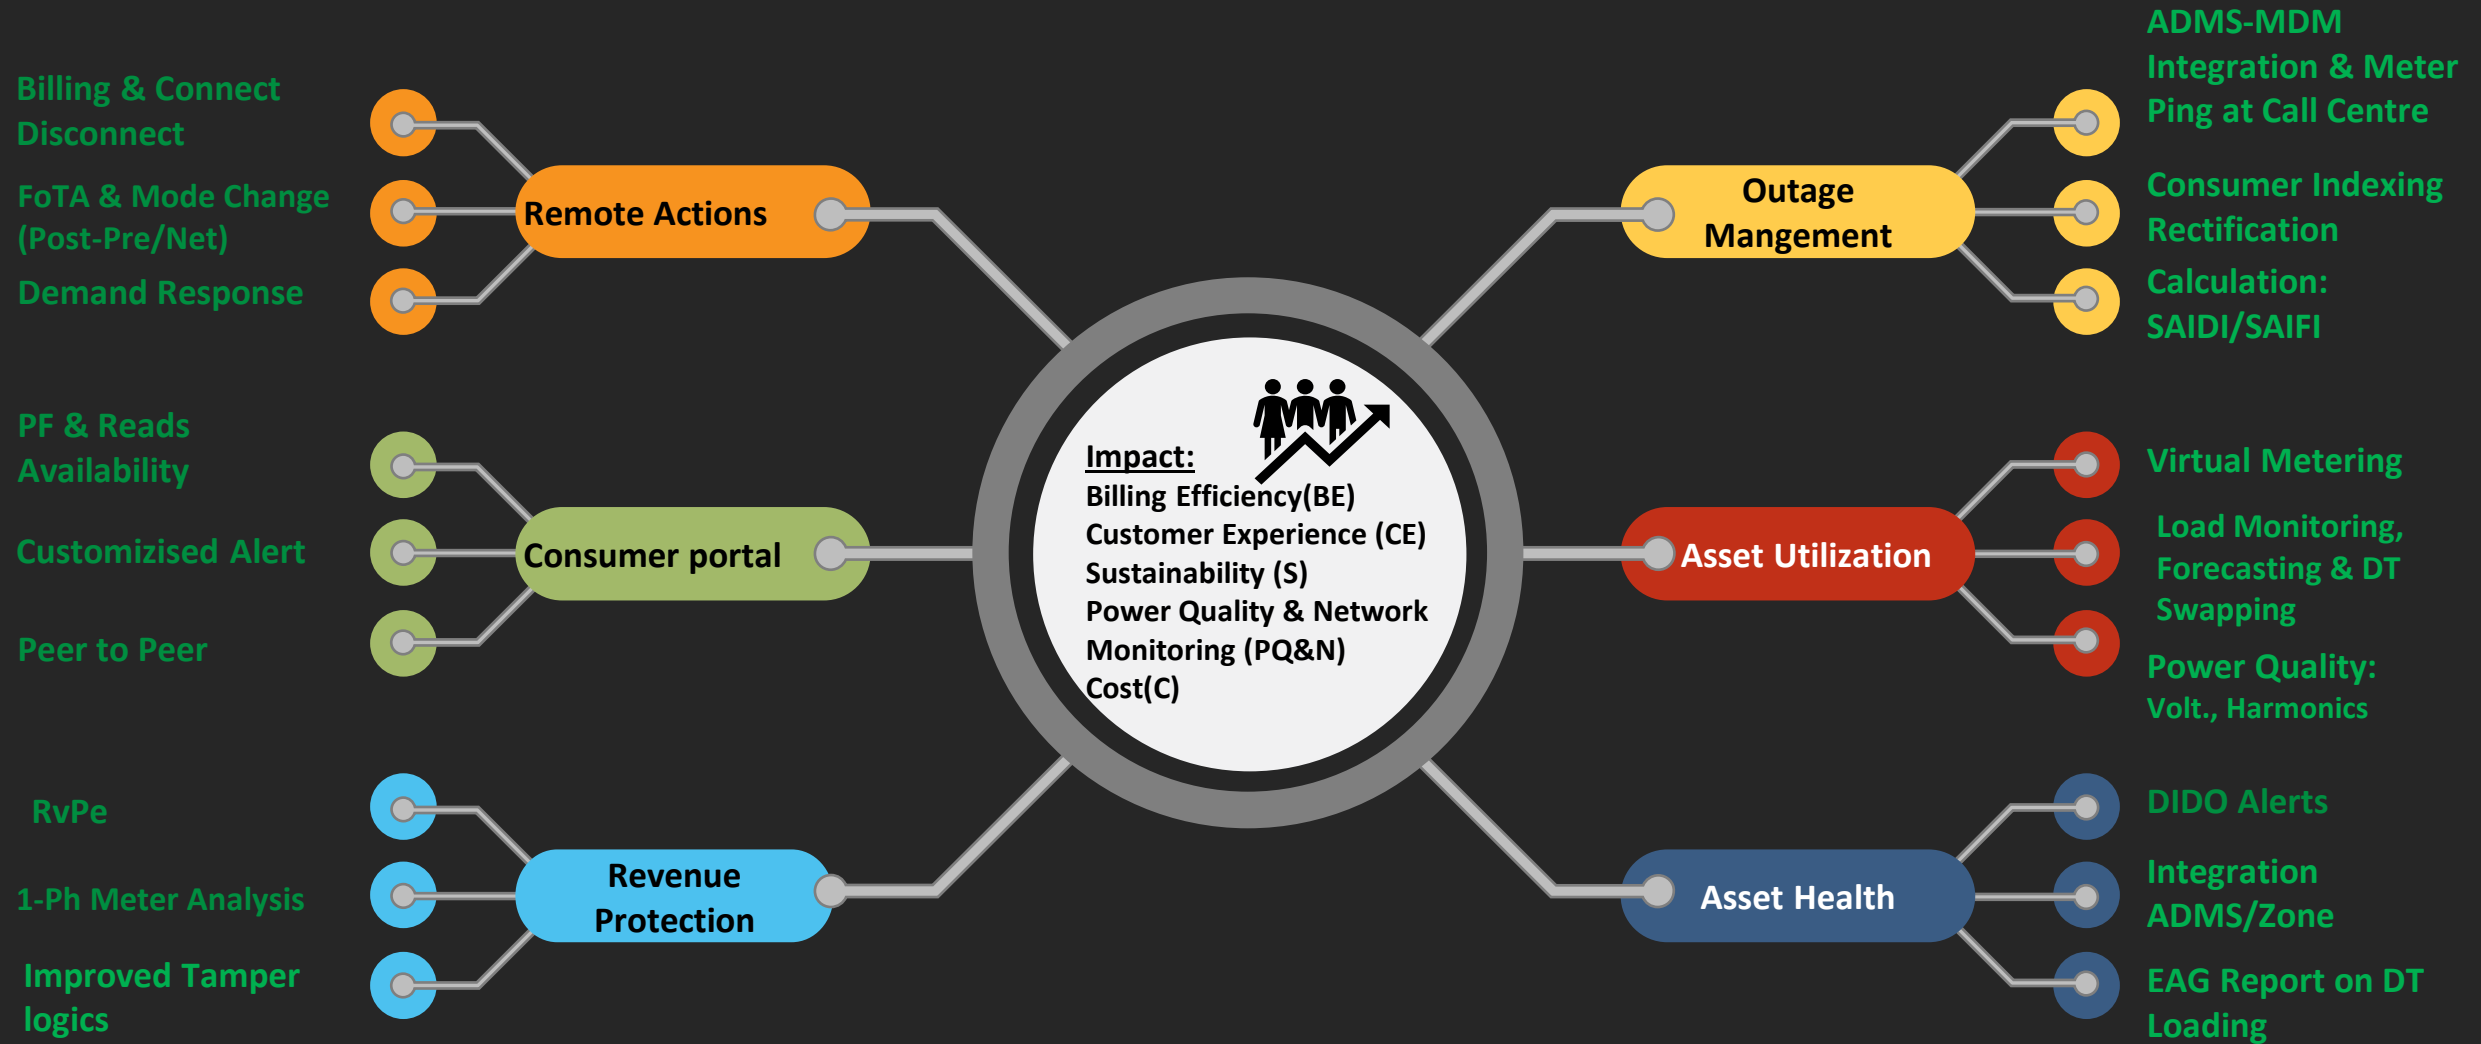 Billing & Connect
Disconnect
FoTA & Mode Change
(Post-Pre/Net)
Demand Response
Remote Actions
PF & Reads
Availability
Customizised Alert
Peer to Peer
Consumer portal
RvPe
1-Ph Meter Analysis
Improved Tamper
logics
Revenue
Protection
Impact:
Billing Efficiency(BE)
Customer Experience (CE)
Sustainability (S)
Power Quality & Network
Monitoring (PQ&N)
Cost(C)
Outage
Mangement
ADMS-MDM
Integration & Meter
Ping at Call Centre
Consumer Indexing
Rectification
Calculation:
SAIDI/SAIFI
Asset Utilization
Virtual Metering
Load Monitoring,
Forecasting & DT
Swapping
Power Quality:
Volt., Harmonics
Asset Health
DIDO Alerts
Integration
ADMS/Zone
EAG Report on DT
Loading